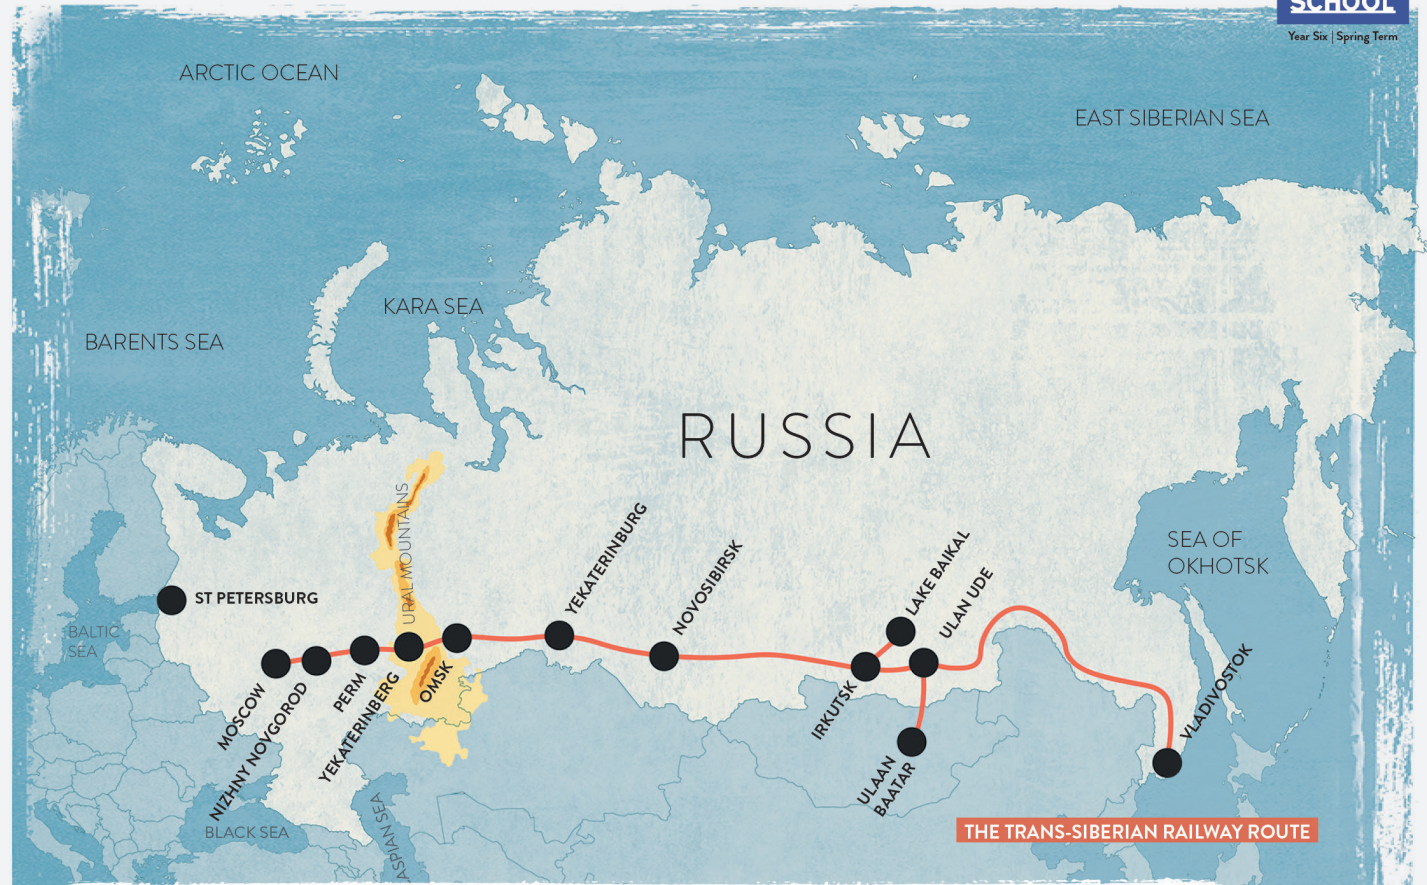 SCHOOL
Year Six | Spring Term
ARCTIC OCEAN
EAST SIBERIAN SEA
KARA SEA
BARENTS SEA
RUSSIA
URAL MOUNTAINS
SEA OF
OKHOTSK
ST PETERSBURG
BALTIC
SEA
MOSCOW
NIZHNY NOVGOROD
PERM
YEKATERINBERG
OMSK
YEKATERINBURG
NOVOSIBIRSK
IRKUTSK
LAKE BAIKAL
ULAN UDE
ULAAN
BAATAR
VLADIVOSTOK
BLACK SEA
ASPIAN SEA
THE TRANS-SIBERIAN RAILWAY ROUTE